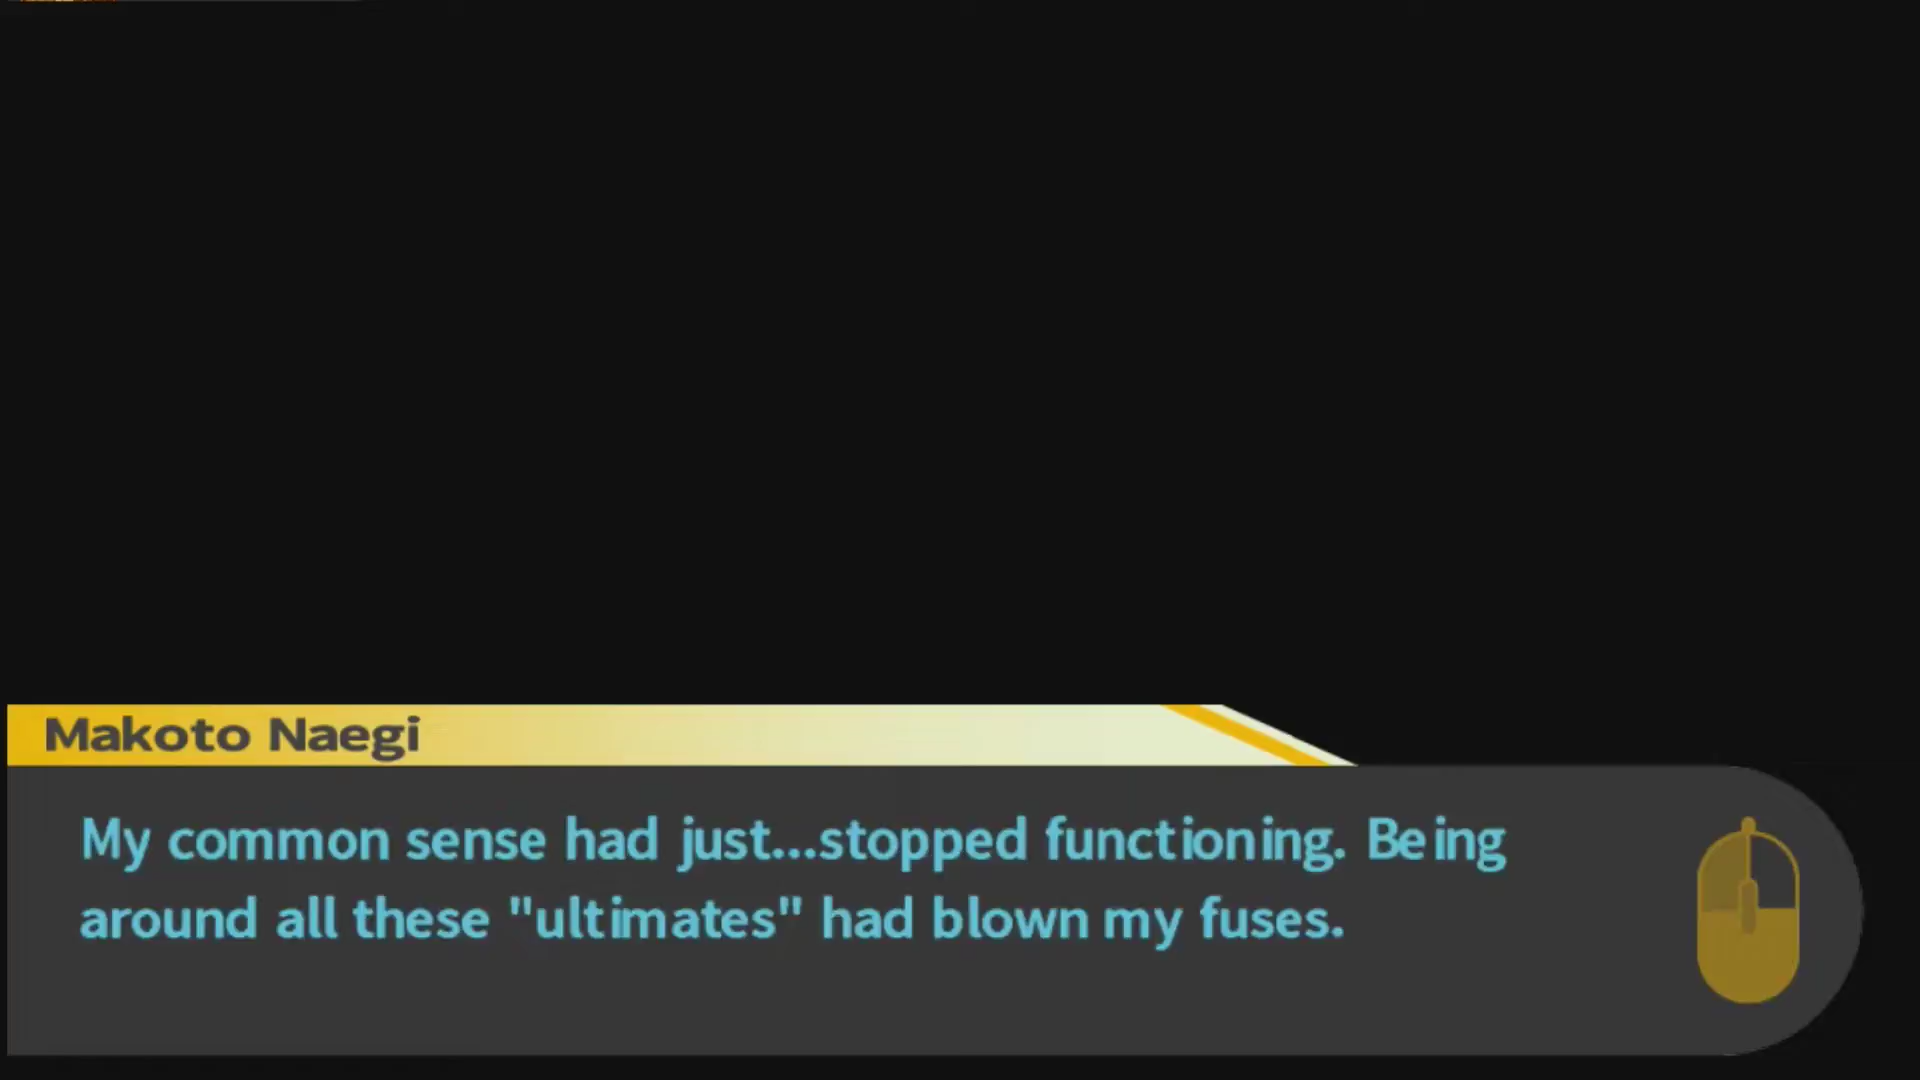 Makoto Naegi
My common sense had just...stopped functioning. Being
around all these "ultimates" had blown my fuses.